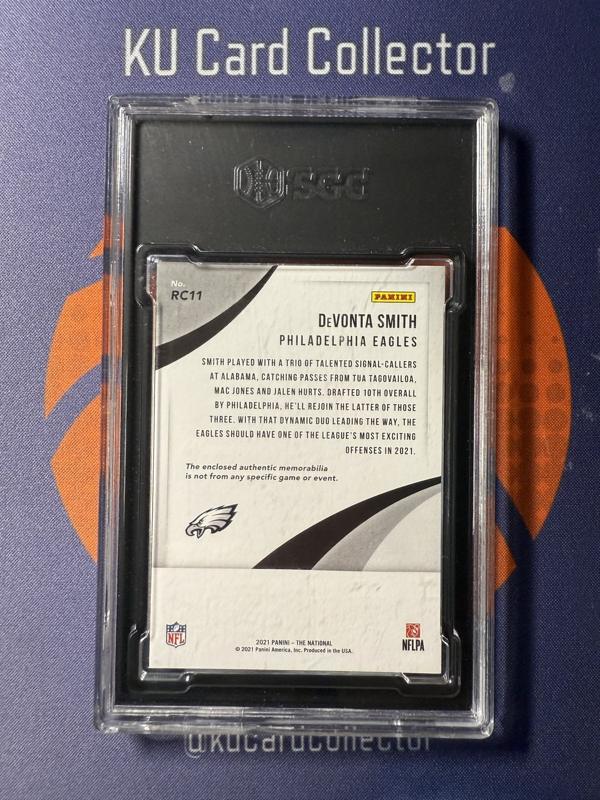 KU Card Collector
SGC
No.
RC11
PANINI
DeVONTA SMITH
PHILADELPHIA EAGLES
SMITH PLAYED WITH A TRIO OF TALENTED SIGNAL-CALLERS
AT ALABAMA, CATCHING PASSES FROM TUA TAGOVAILOA,
MAC JONES AND JALEN HURTS. DRAFTED 10TH OVERALL
BY PHILADELPHIA, HE'LL REJOIN THE LATTER OF THOSE
THREE. WITH THAT DYNAMIC DUO LEADING THE WAY, THE
EAGLES SHOULD HAVE ONE OF THE LEAGUE'S MOST EXCITING
OFFENSES IN 2021.
The enclosed authentic memorabilia
is not from any specific game or event.
NFL
NFLPA
2021 PANINI – THE NATIONAL
© 2021 Panini America, Inc. Produced in the USA.
@kucardcollector